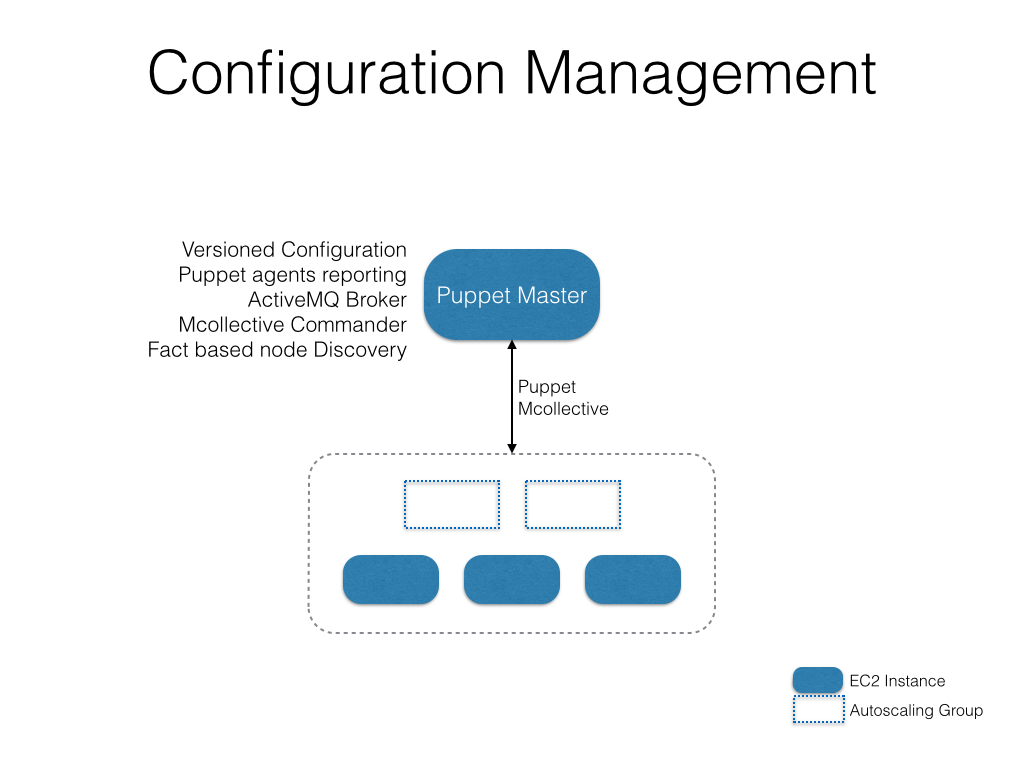 Configuration Management
Versioned Configuration
Puppet agents reporting
ActiveMQ Broker
Mcollective Commander
Fact based node Discovery
Puppet Master
Puppet
Mcollective
EC2 Instance
Autoscaling Group